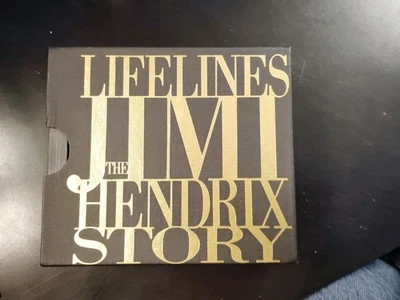 LIFELINES
THE JIMI
HENDRIX
STORY